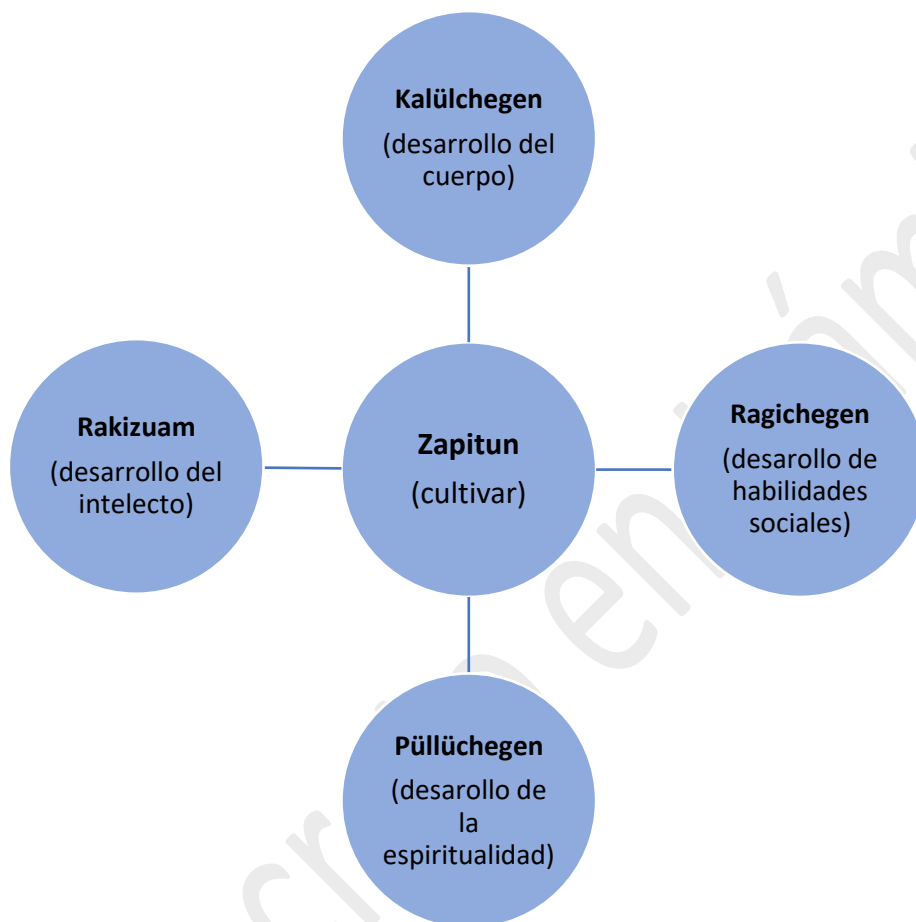 Kalülchegen
(desarrollo del
cuerpo)
Rakizuam
(desarrollo del
intelecto)
Zapitun
(cultivar)
Ragichegen
(desarollo de
habilidades
sociales)
Püllüchegen
(desarollo de
la
espiritualidad)